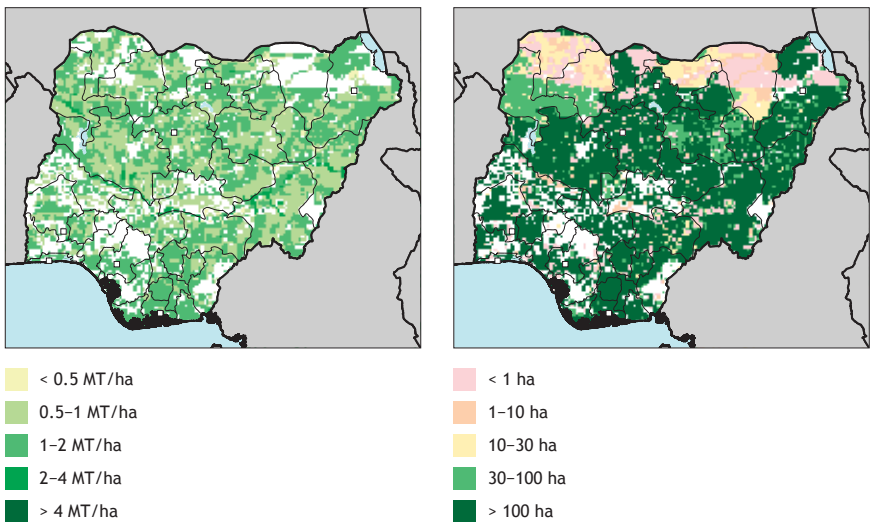 < 0.5 MT/ha
0.5–1 MT/ha
1–2 MT/ha
2–4 MT/ha
> 4 MT/ha
< 1 ha
1–10 ha
10–30 ha
30–100 ha
> 100 ha